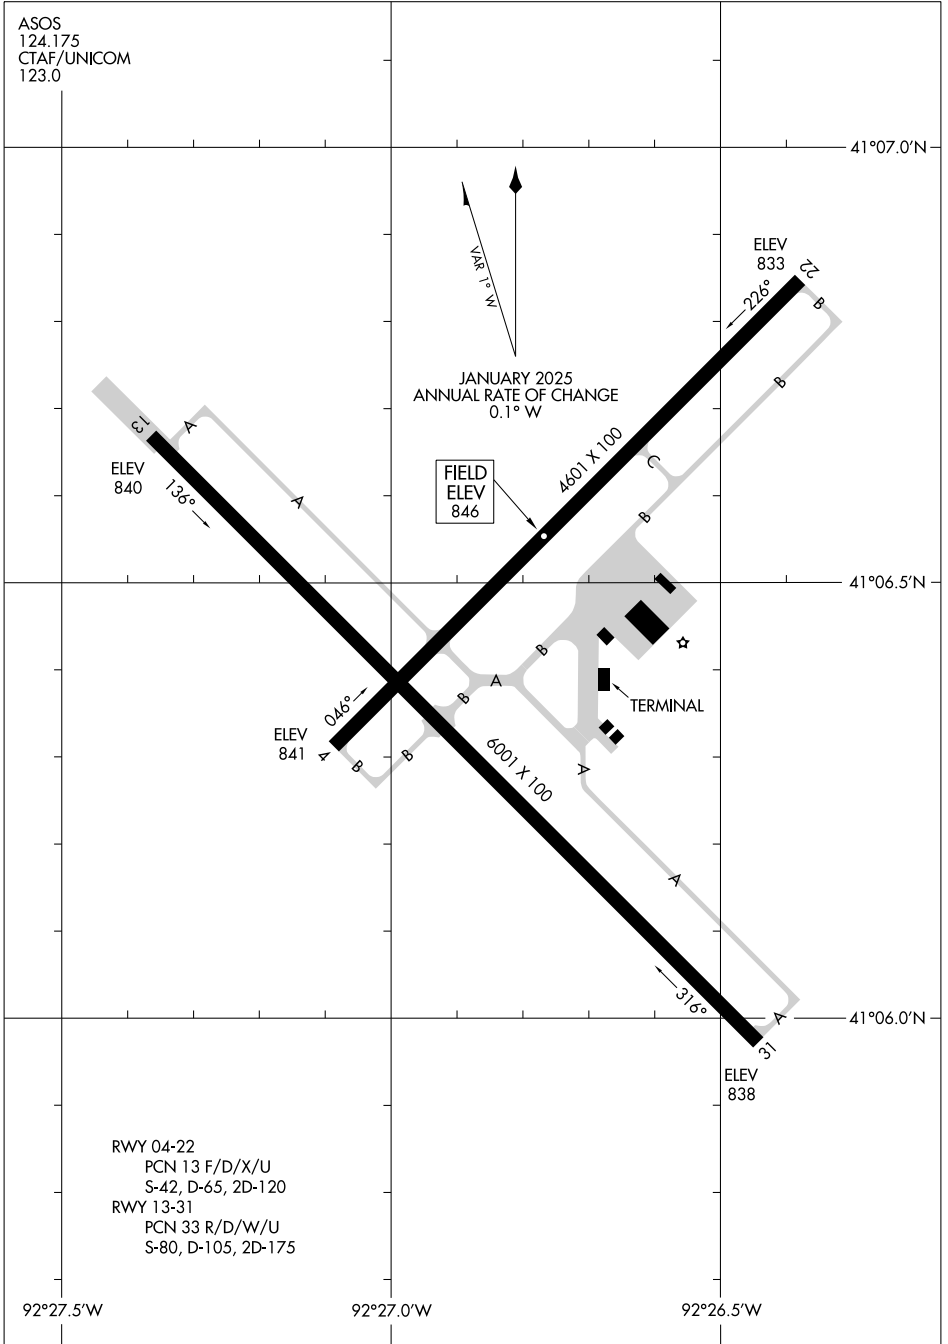 ASOS
124.175
CTAF/UNICOM
123.0
41°07.0'N
ELEV
833
22
226°
B
VAR 1° W
B
JANUARY 2025
ANNUAL RATE OF CHANGE
0.1° W
13
A
ELEV
840
136°
4601 X 100
C
FIELD
ELEV
846
A
B
41°06.5'N
B
A
B
TERMINAL
046°
ELEV
841
4
B
B
6001 X 100
A
A
316°
A
41°06.0'N
31
ELEV
838
RWY 04-22
PCN 13 F/D/X/U
S-42, D-65, 2D-120
RWY 13-31
PCN 33 R/D/W/U
S-80, D-105, 2D-175
92°27.5'W
92°27.0'W
92°26.5'W